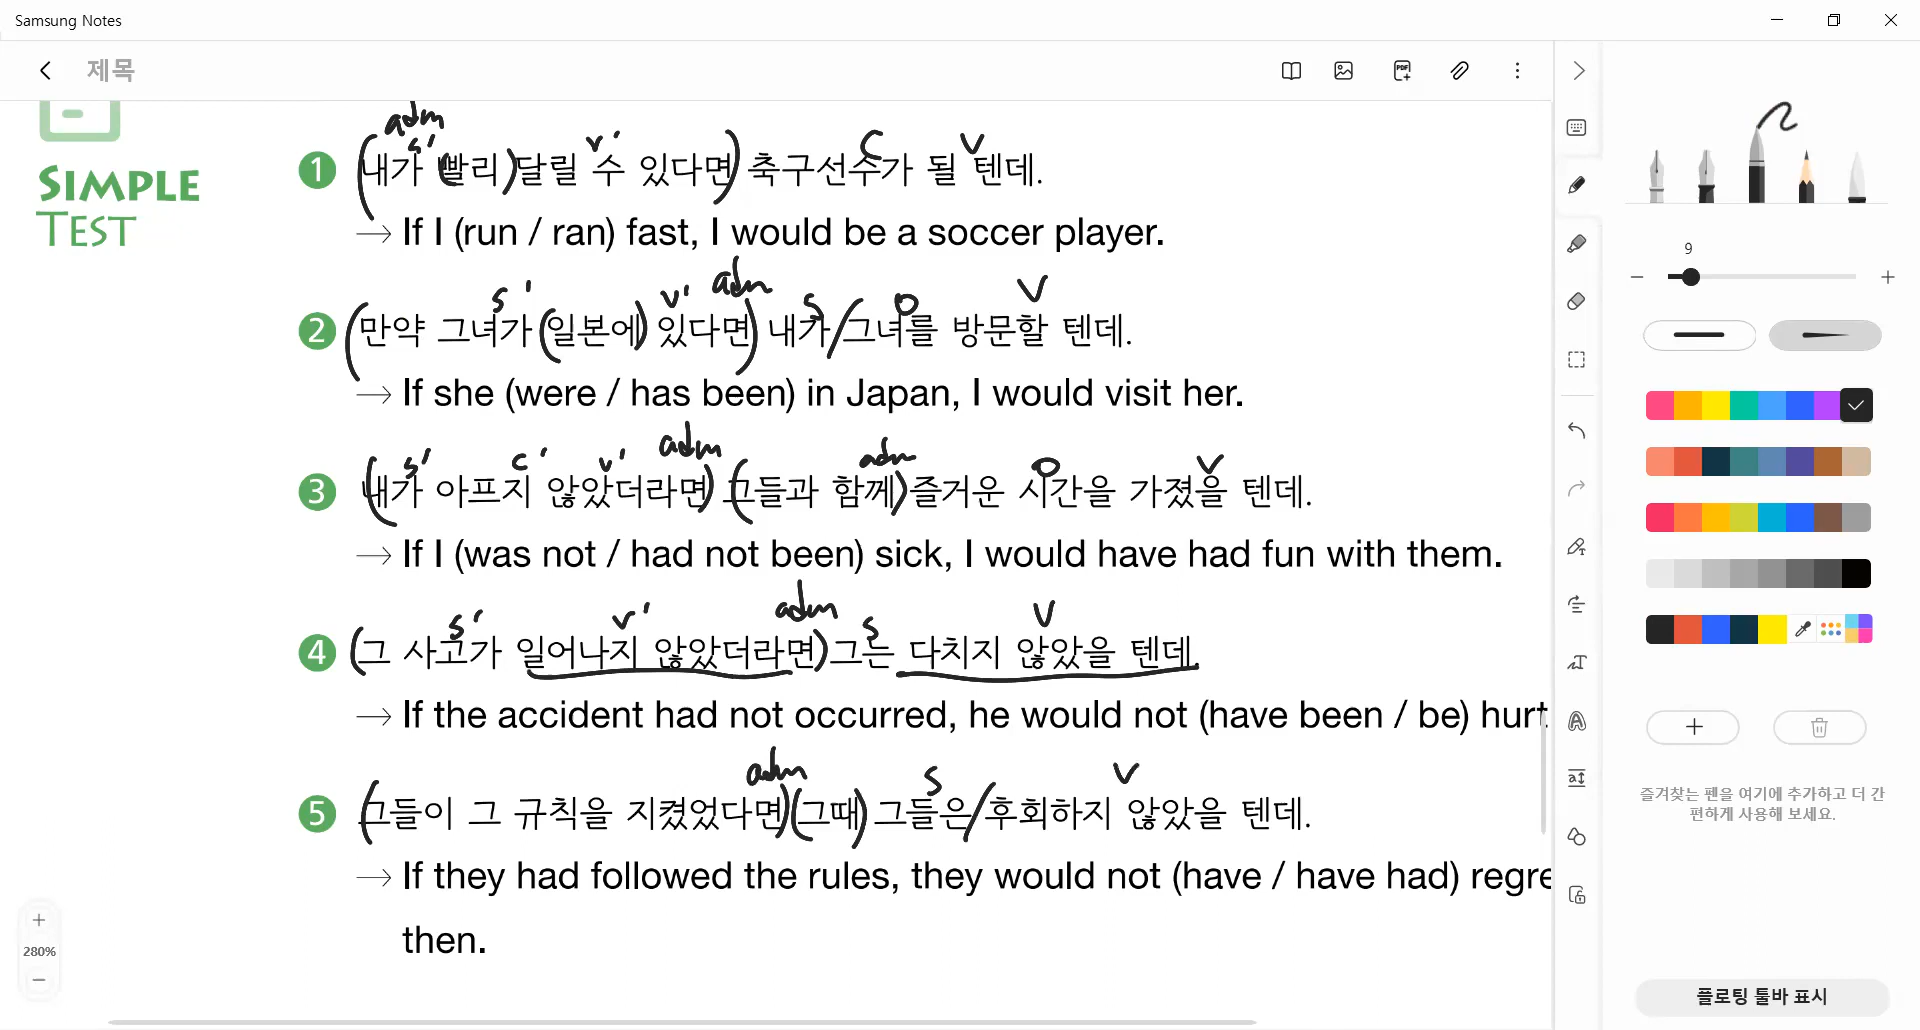 Samsung Notes
제목
adm
s' v' c v
SIMPLE
TEST
1 (내가 (빨리) 달릴 수 있다면) 축구선수가 될 텐데.
→ If I (run / ran) fast, I would be a soccer player.
s' v' adm s o v
2 (만약 그녀가 (일본에) 있다면) 내가 / 그녀를 방문할 텐데.
→ If she (were / has been) in Japan, I would visit her.
s' c' v' adm adm o v
3 (내가 아프지 않았더라면) (그들과 함께) 즐거운 시간을 가졌을 텐데.
→ If I (was not / had not been) sick, I would have had fun with them.
s' v' adm s v
4 (그 사고가 일어나지 않았더라면) 그는 다치지 않았을 텐데.
→ If the accident had not occurred, he would not (have been / be) hurt.
adm s v
5 (그들이 그 규칙을 지켰었다면) (그때) 그들은 / 후회하지 않았을 텐데.
→ If they had followed the rules, they would not (have / have had) regre
then.
280%
9
즐겨찾는 펜을 여기에 추가하고 더 간
편하게 사용해 보세요.
플로팅 툴바 표시